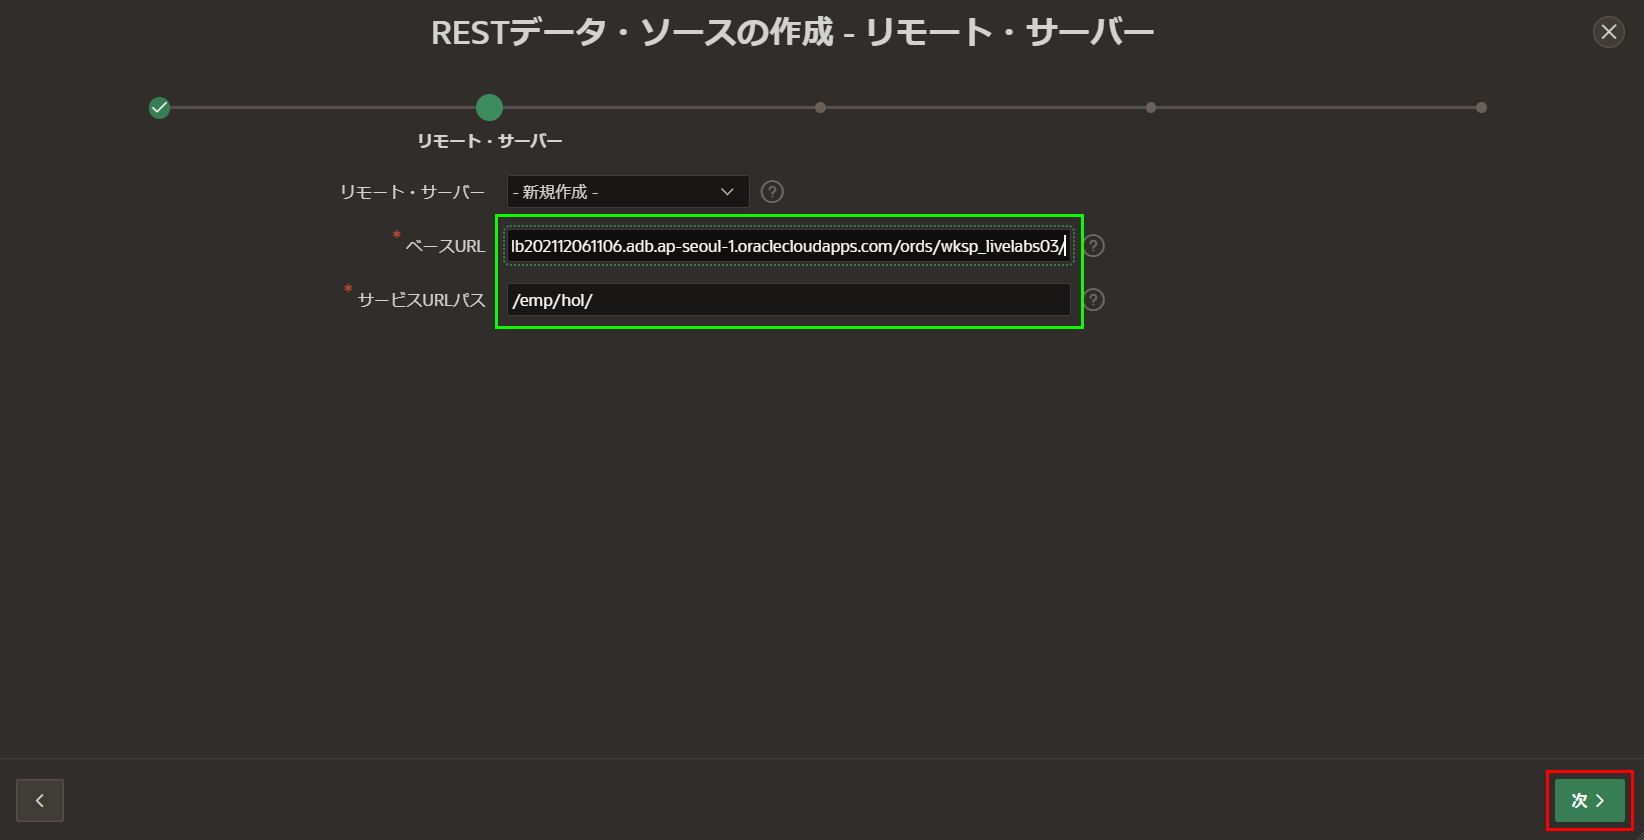 RESTデータ・ソースの作成 - リモート・サーバー
リモート・サーバー
リモート・サーバー - 新規作成 - ?
* ベースURL lb202112061106.adb.ap-seoul-1.oraclecloudapps.com/ords/wksp_livelabs03/ ?
* サービスURLパス /emp/hol/ ?
次